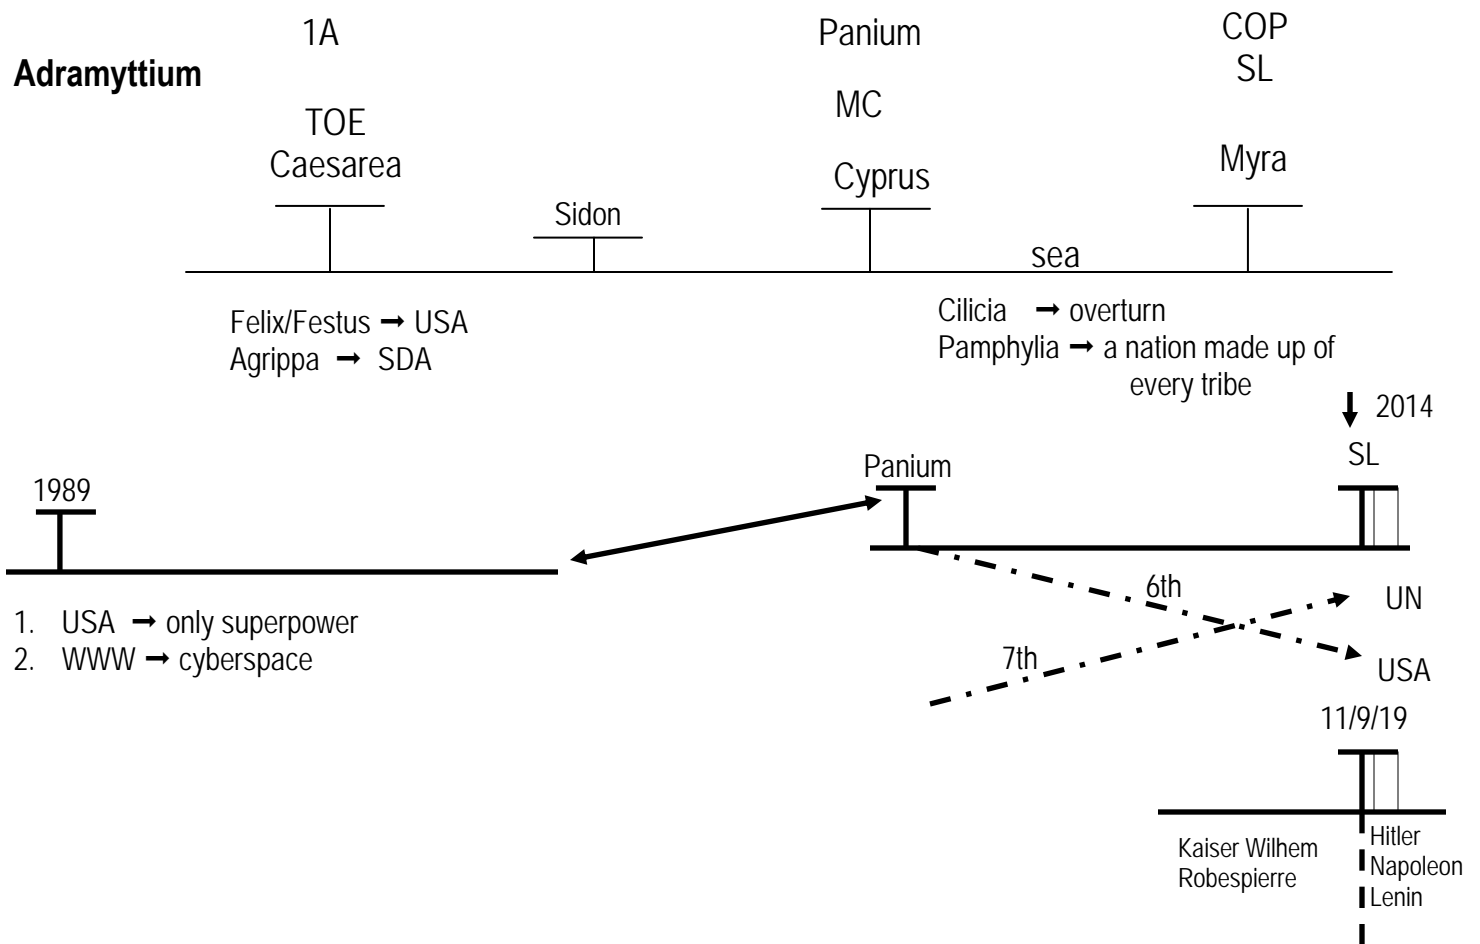 1A
Panium
COP
SL
Adramyttium
MC
TOE
Caesarea
Cyprus
Myra
Sidon
sea
Felix/Festus → USA
Agrippa → SDA
Cilicia → overturn
Pamphylia → a nation made up of
every tribe
2014
SL
Panium
1989
6th
UN
1. USA → only superpower
2. WWW → cyberspace
7th
USA
11/9/19
Kaiser Wilhem
Robespierre
Hitler
Napoleon
Lenin